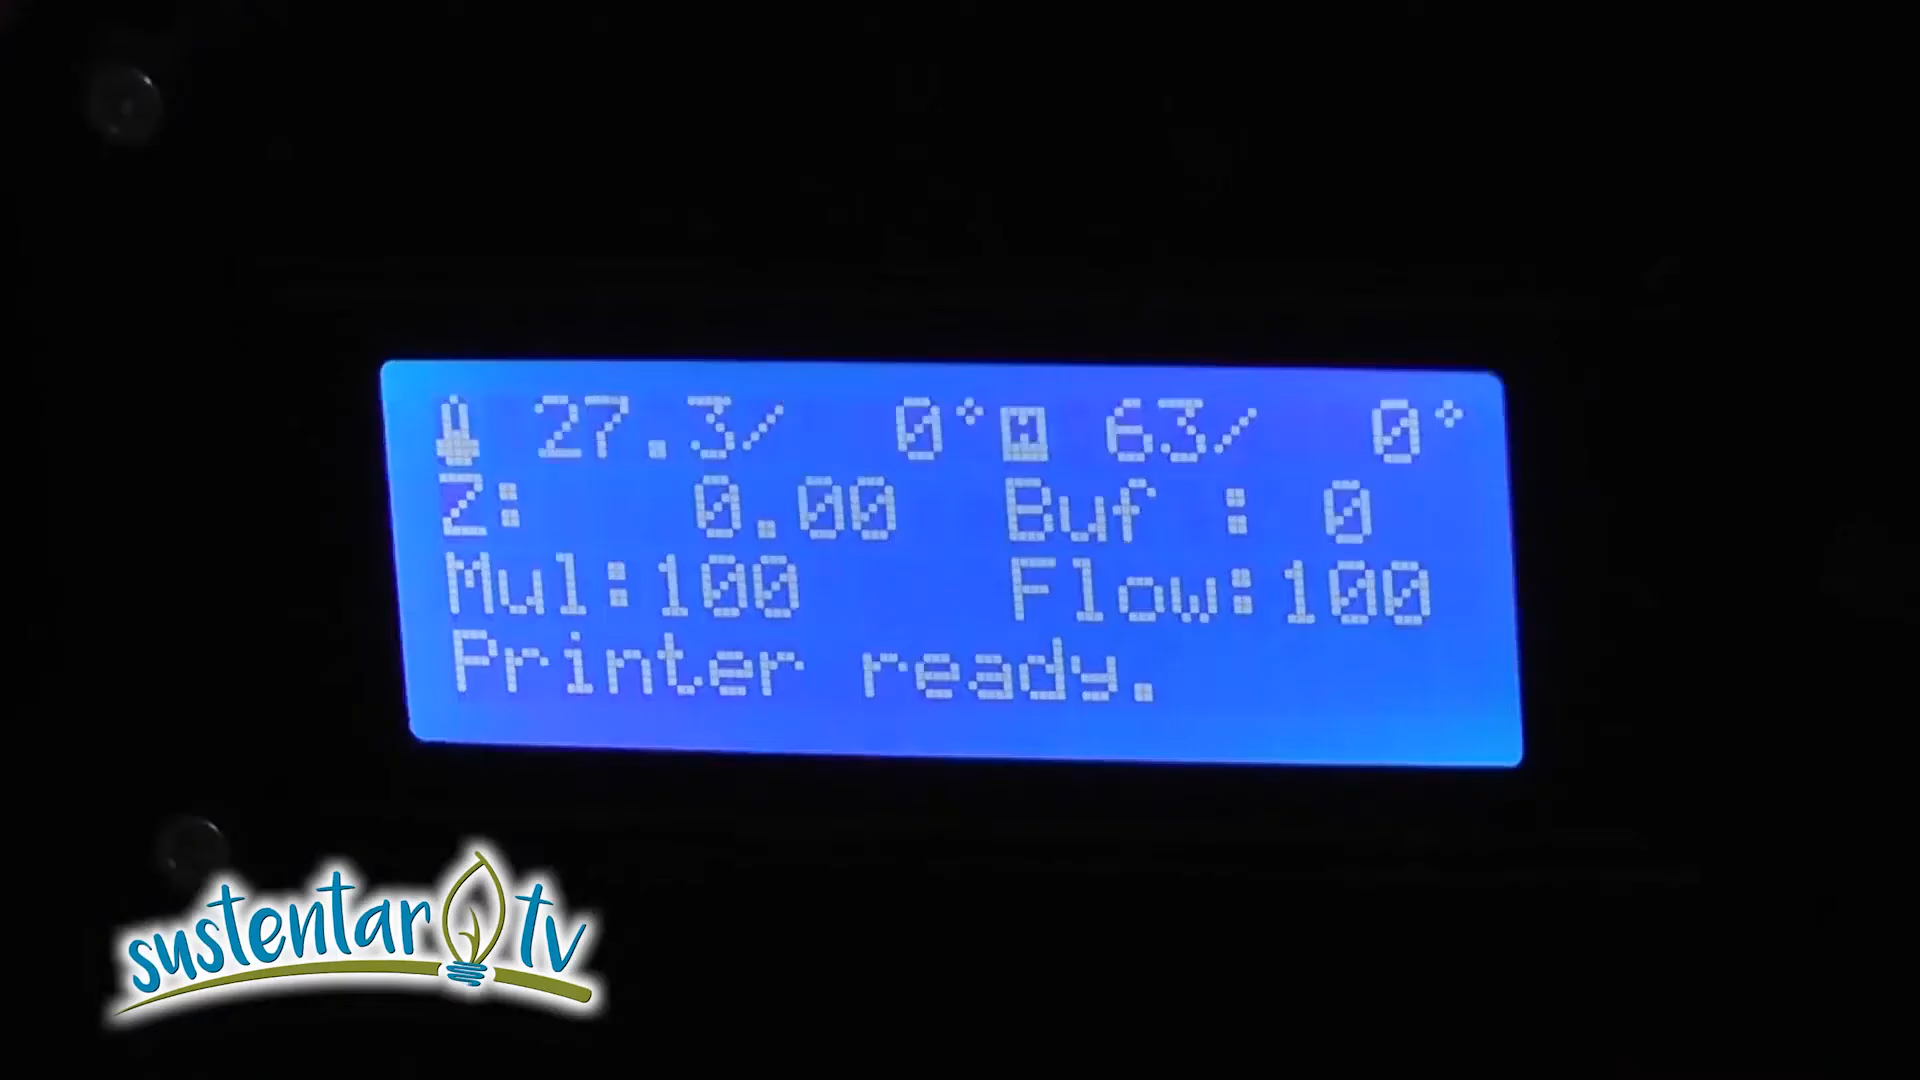 27.3/ 0° 63/ 0°
Z: 0.00 Buf : 0
Mul:100 Flow:100
Printer ready.
sustentar tv